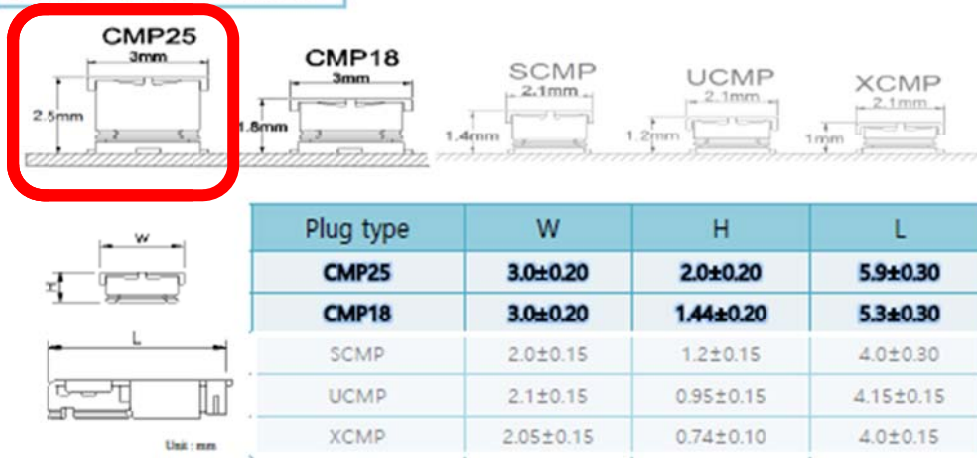 CMP25
3mm
2.5mm
CMP18
3mm
1.8mm
SCMP
2.1mm
1.4mm
UCMP
2.1mm
1.2mm
XCMP
2.1mm
1mm
W
H
L
Unit : mm
Plug type W H L
CMP25 3.0±0.20 2.0±0.20 5.9±0.30
CMP18 3.0±0.20 1.44±0.20 5.3±0.30
SCMP 2.0±0.15 1.2±0.15 4.0±0.30
UCMP 2.1±0.15 0.95±0.15 4.15±0.15
XCMP 2.05±0.15 0.74±0.10 4.0±0.15